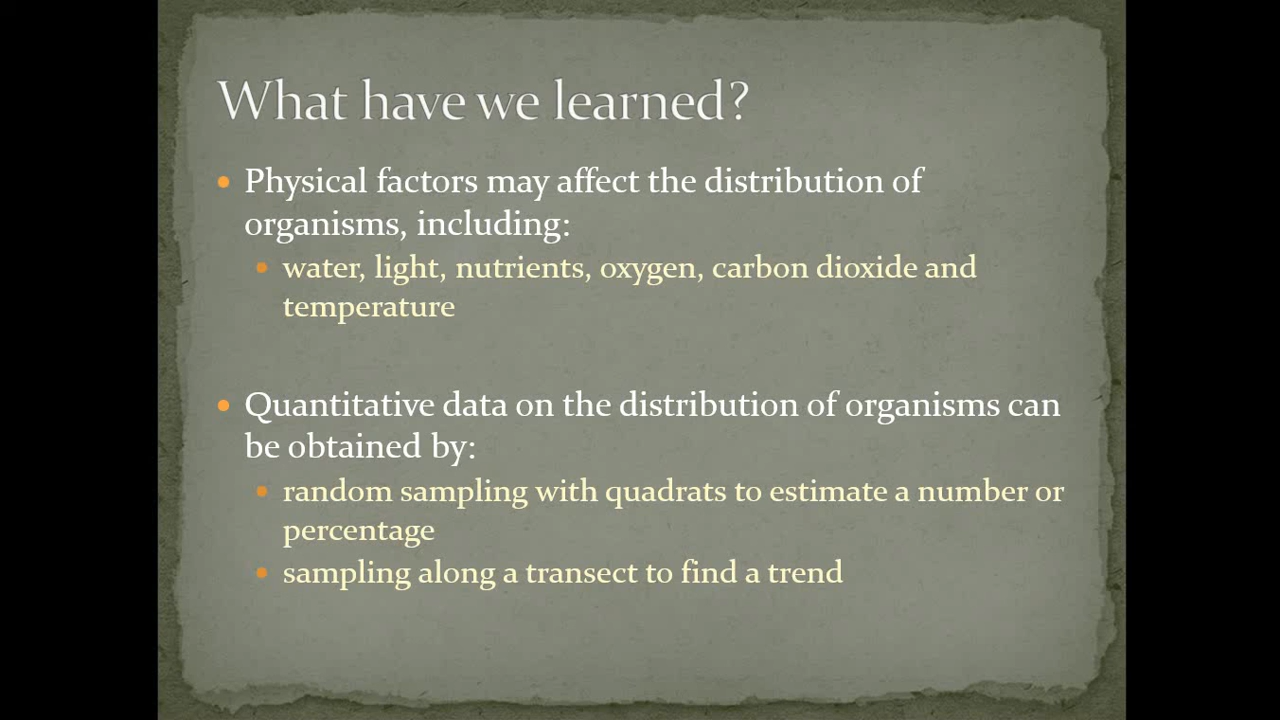 What have we learned?
• Physical factors may affect the distribution of
organisms, including:
• water, light, nutrients, oxygen, carbon dioxide and
temperature
• Quantitative data on the distribution of organisms can
be obtained by:
• random sampling with quadrats to estimate a number or
percentage
• sampling along a transect to find a trend